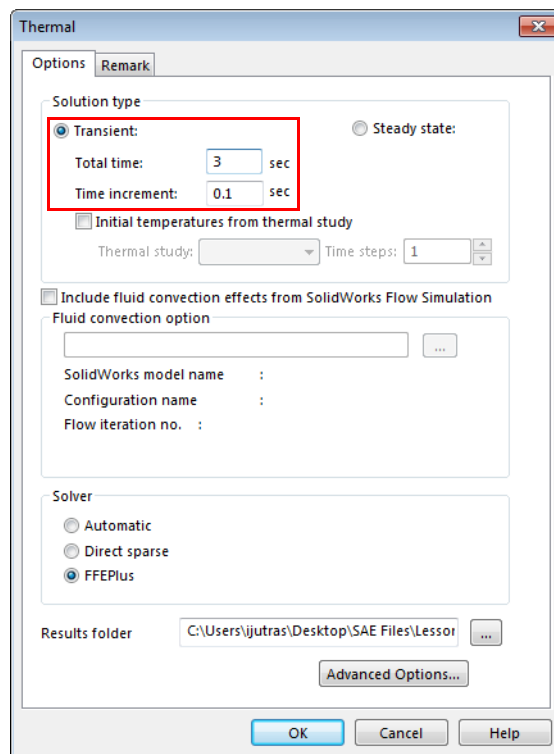 Thermal
Options Remark
Solution type
Transient: Steady state:
Total time: 3 sec
Time increment: 0.1 sec
Initial temperatures from thermal study
Thermal study: Time steps: 1
Include fluid convection effects from SolidWorks Flow Simulation
Fluid convection option
...
SolidWorks model name :
Configuration name :
Flow iteration no. :
Solver
Automatic
Direct sparse
FFEPlus
Results folder C:\Users\ijutras\Desktop\SAE Files\Lessor ...
Advanced Options...
OK Cancel Help